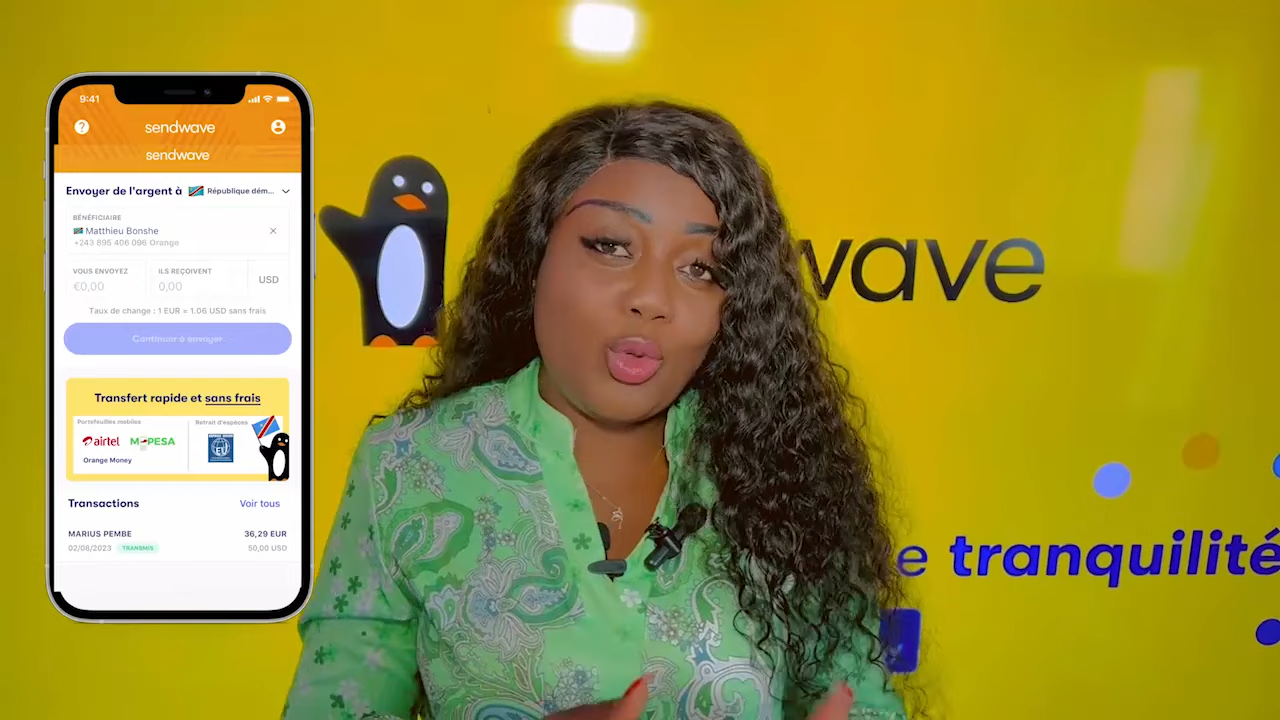 9:41
sendwave
sendwave
Envoyer de l'argent à République dém...
BÉNÉFICIAIRE
Matthieu Bonshe
+243 895 406 096 Orange
VOUS ENVOYEZ
ILS REÇOIVENT
€0,00
0,00
USD
Taux de change : 1 EUR = 1.06 USD sans frais
Continuer à envoyer
Transfert rapide et sans frais
Portefeuilles mobiles
Retrait d'espèces
airtel
M-PESA
Orange Money
Transactions
Voir tous
MARIUS PEMBE
36,29 EUR
02/08/2023
TRANSMIS
50,00 USD
wave
e tranquilité